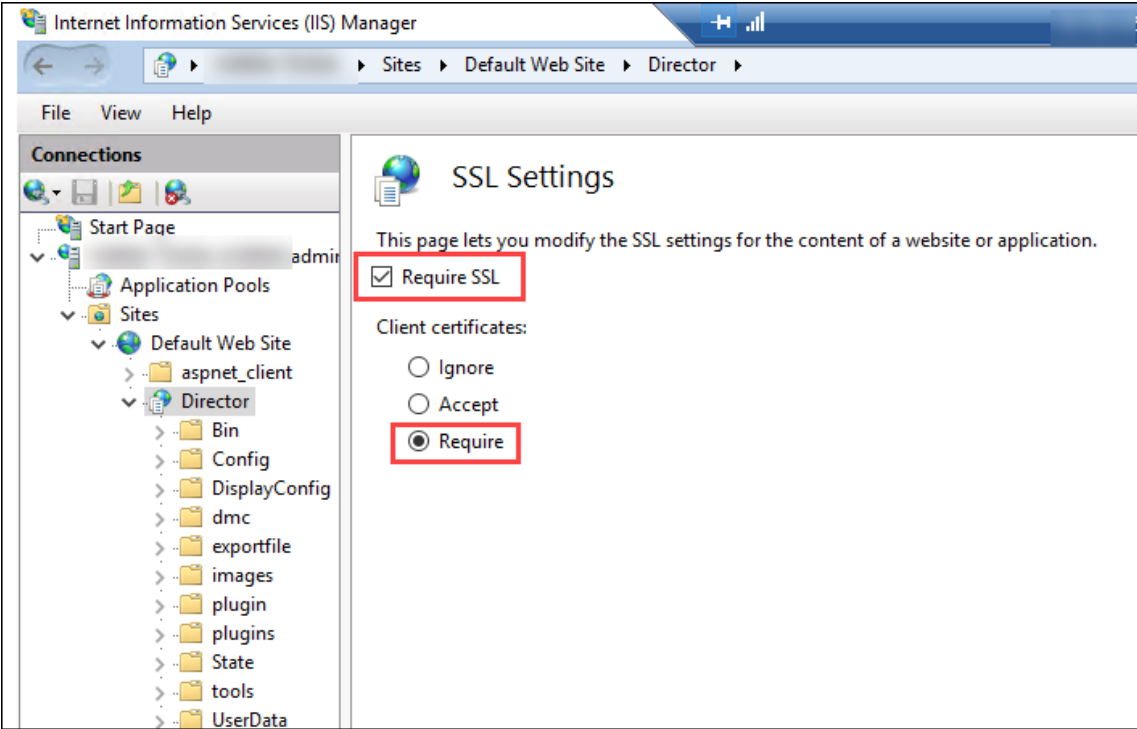 Internet Information Services (IIS) Manager
Sites Default Web Site Director
File View Help
Connections
Start Page
admin
Application Pools
Sites
Default Web Site
aspnet_client
Director
Bin
Config
DisplayConfig
dmc
exportfile
images
plugin
plugins
State
tools
UserData
SSL Settings
This page lets you modify the SSL settings for the content of a website or application.
Require SSL
Client certificates:
Ignore
Accept
Require